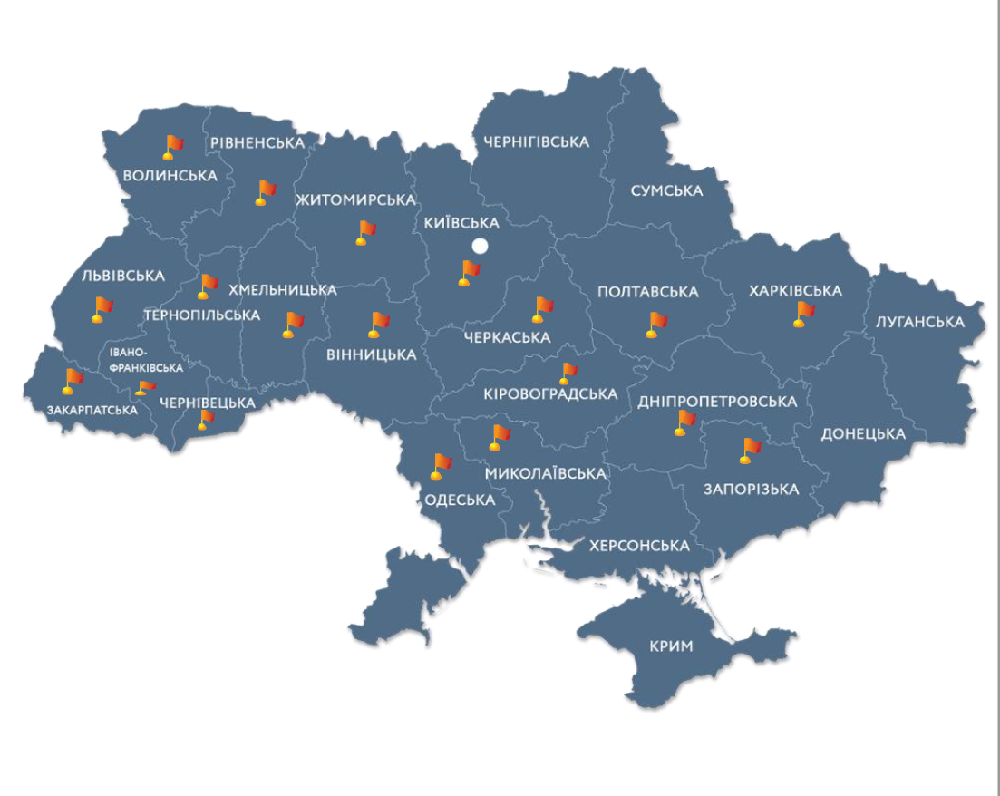 ЧЕРНІГІВСЬКА
РІВНЕНСЬКА
ВОЛИНСЬКА
СУМСЬКА
ЖИТОМИРСЬКА
КИЇВСЬКА
ЛЬВІВСЬКА
ХМЕЛЬНИЦЬКА
ПОЛТАВСЬКА
ХАРКІВСЬКА
ТЕРНОПІЛЬСЬКА
ЛУГАНСЬКА
ЧЕРКАСЬКА
ВІННИЦЬКА
ІВАНО-
ФРАНКІВСЬКА
КІРОВОГРАДСЬКА
ДНІПРОПЕТРОВСЬКА
ЧЕРНІВЕЦЬКА
ЗАКАРПАТСЬКА
ДОНЕЦЬКА
МИКОЛАЇВСЬКА
ЗАПОРІЗЬКА
ОДЕСЬКА
ХЕРСОНСЬКА
КРИМ